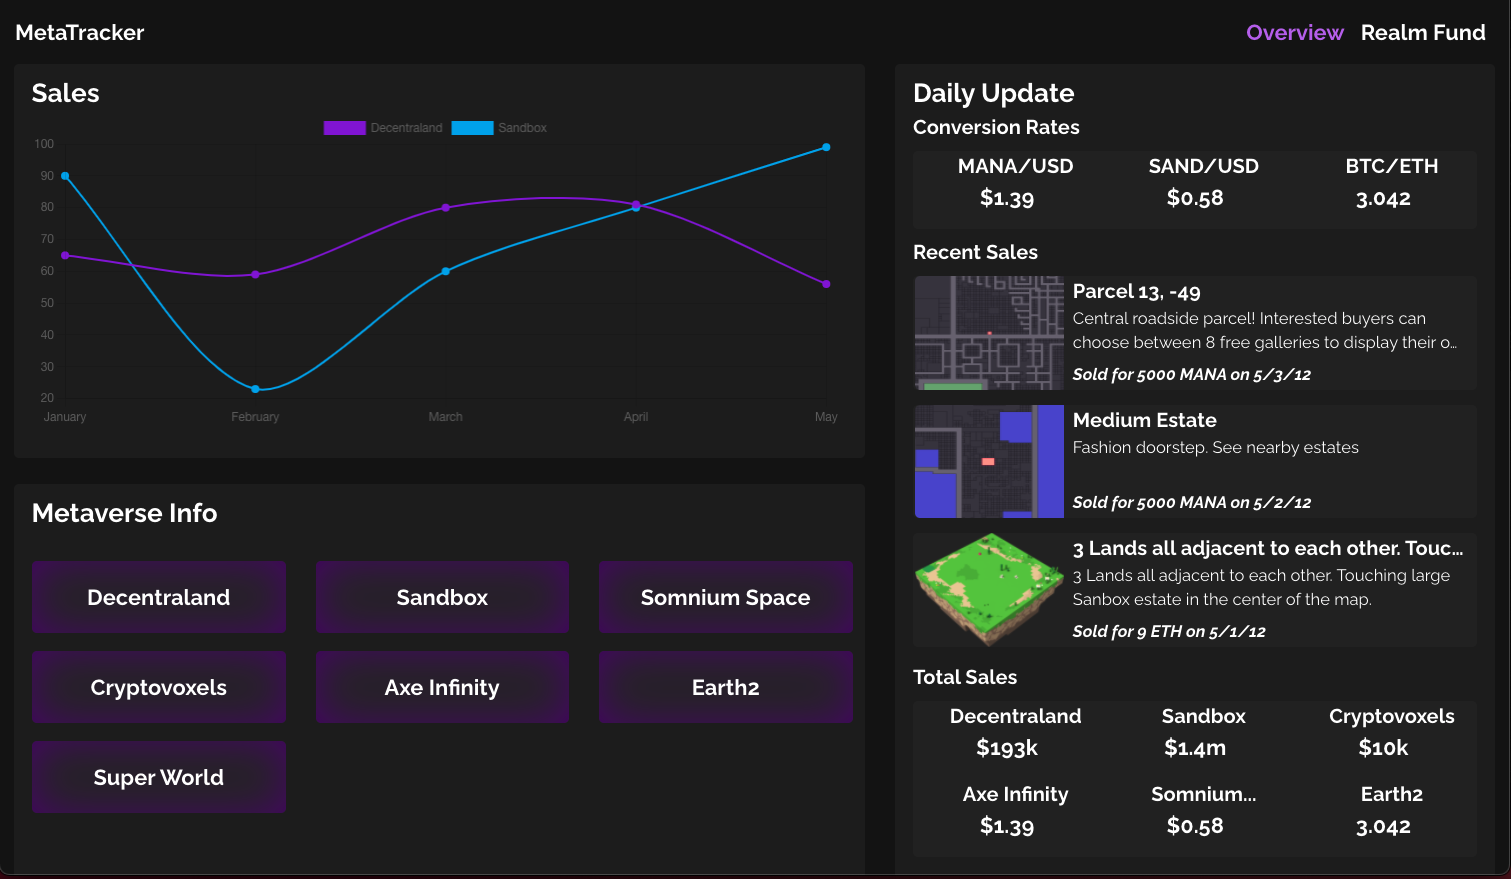 MetaTracker
Overview
Realm Fund
Sales
Decentraland
Sandbox
100
90
80
70
60
50
40
30
20
January
February
March
April
May
Metaverse Info
Decentraland
Sandbox
Somnium Space
Cryptovoxels
Axe Infinity
Earth2
Super World
Daily Update
Conversion Rates
MANA/USD
SAND/USD
BTC/ETH
$1.39
$0.58
3.042
Recent Sales
Parcel 13, -49
Central roadside parcel! Interested buyers can
choose between 8 free galleries to display their o...
Sold for 5000 MANA on 5/3/12
Medium Estate
Fashion doorstep. See nearby estates
Sold for 5000 MANA on 5/2/12
3 Lands all adjacent to each other. Touc...
3 Lands all adjacent to each other. Touching large
Sanbox estate in the center of the map.
Sold for 9 ETH on 5/1/12
Total Sales
Decentraland
Sandbox
Cryptovoxels
$193k
$1.4m
$10k
Axe Infinity
Somnium...
Earth2
$1.39
$0.58
3.042